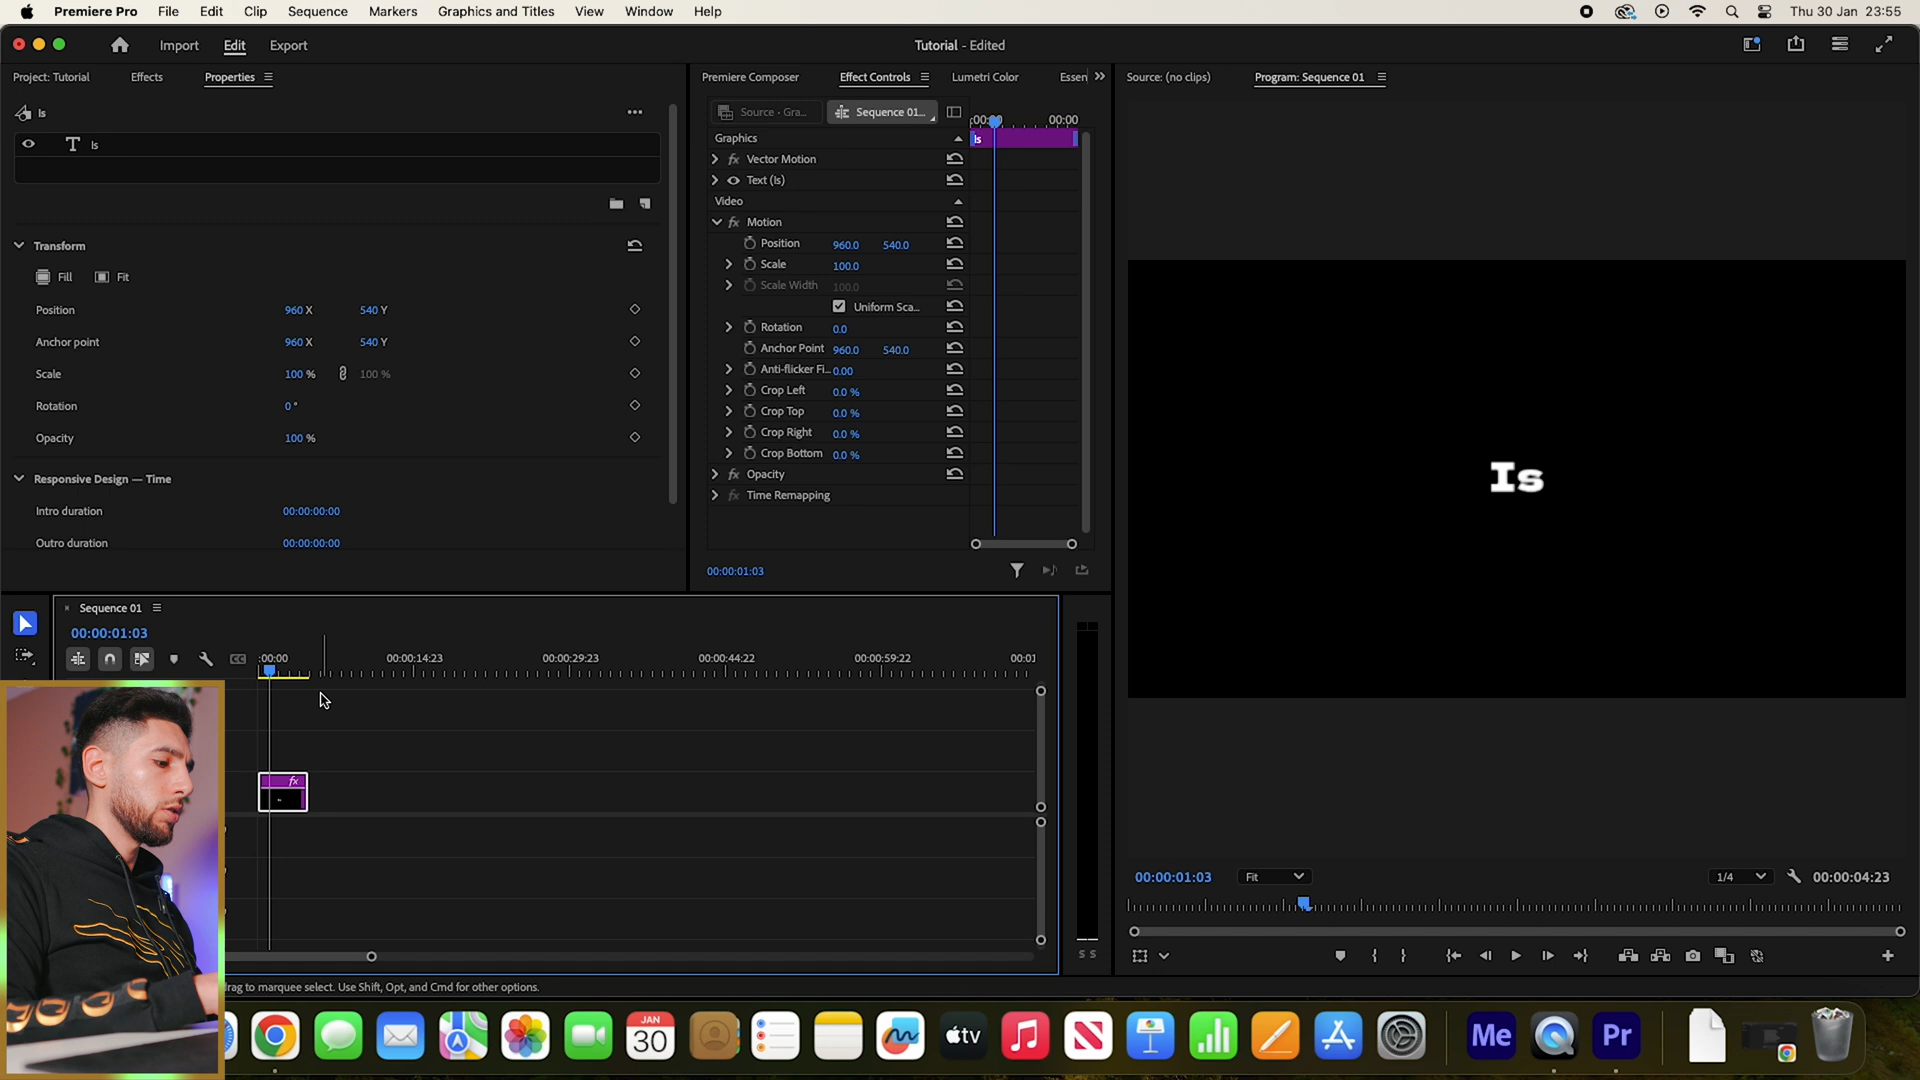 Premiere Pro File Edit Clip Sequence Markers Graphics and Titles View Window Help
Thu 30 Jan 23:55
Import Edit Export
Tutorial - Edited
Project: Tutorial Effects Properties
Is
Is
Transform
Fill Fit
Position 960 X 540 Y
Anchor point 960 X 540 Y
Scale 100 % 100 %
Rotation 0 °
Opacity 100 %
Responsive Design — Time
Intro duration 00:00:00:00
Outro duration 00:00:00:00
Premiere Composer Effect Controls Lumetri Color Essen
Source · Gra... Sequence 01...
:00:00 00:00
Graphics
Is
fx Vector Motion
Text (Is)
Video
fx Motion
Position 960.0 540.0
Scale 100.0
Scale Width 100.0
Uniform Sca...
Rotation 0.0
Anchor Point 960.0 540.0
Anti-flicker Fi... 0.00
Crop Left 0.0 %
Crop Top 0.0 %
Crop Right 0.0 %
Crop Bottom 0.0 %
fx Opacity
fx Time Remapping
00:00:01:03
Source: (no clips) Program: Sequence 01
Is
00:00:01:03 Fit 1/4 00:00:04:23
Sequence 01
00:00:01:03
CC
:00:00 00:00:14:23 00:00:29:23 00:00:44:22 00:00:59:22 00:01
fx
S S
drag to marquee select. Use Shift, Opt, and Cmd for other options.
JAN
30
tv
Me
Pr